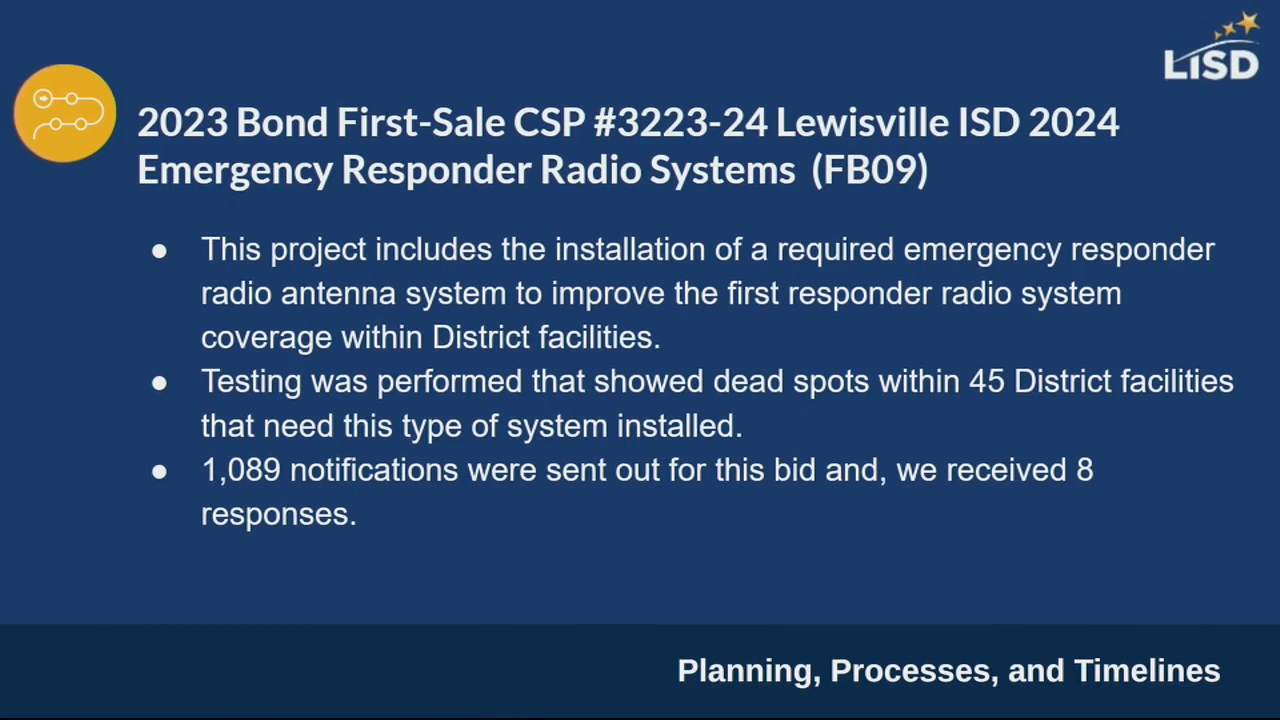 LISD
2023 Bond First-Sale CSP #3223-24 Lewisville ISD 2024
Emergency Responder Radio Systems (FB09)
● This project includes the installation of a required emergency responder
radio antenna system to improve the first responder radio system
coverage within District facilities.
● Testing was performed that showed dead spots within 45 District facilities
that need this type of system installed.
● 1,089 notifications were sent out for this bid and, we received 8
responses.
Planning, Processes, and Timelines